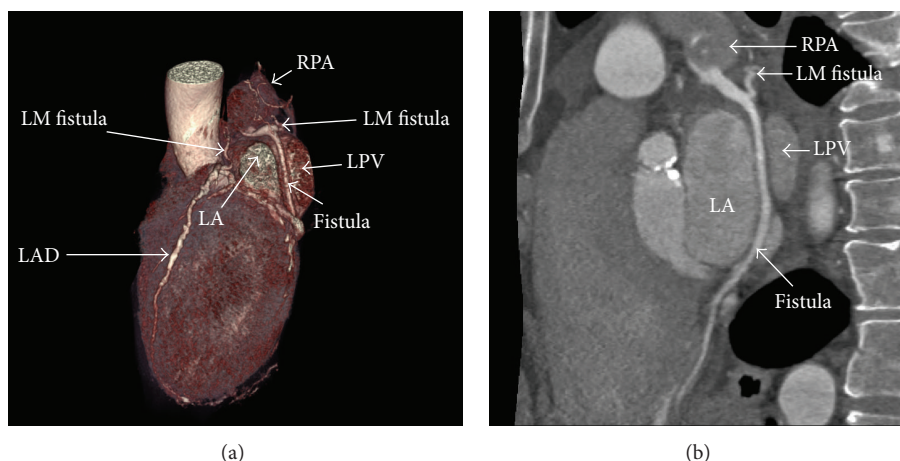 RPA
LM fistula
LM fistula
LPV
LA
Fistula
LAD
(a)
RPA
LM fistula
LPV
LA
Fistula
(b)